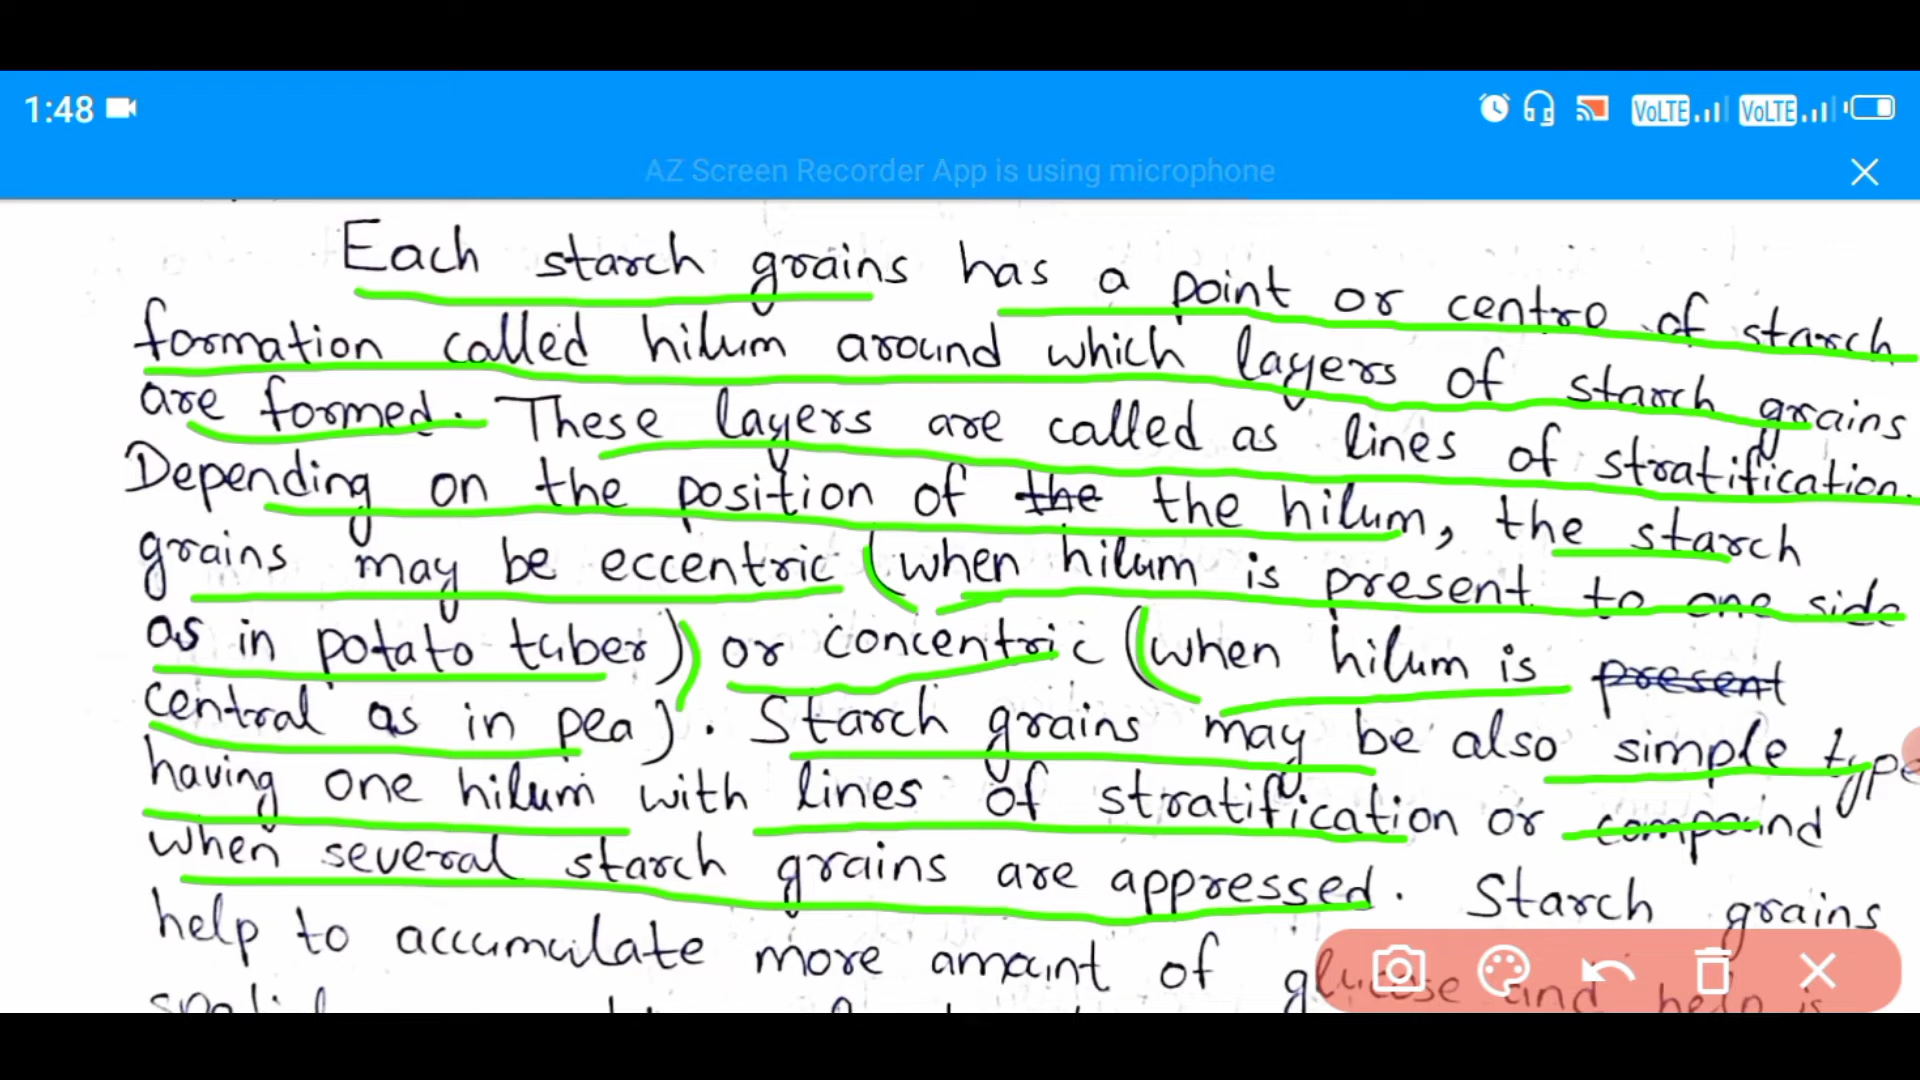 1:48
VoLTE VoLTE
AZ Screen Recorder App is using microphone
Each starch grains has a point or centre of starch
formation called hilum around which layers of starch grains
are formed. These layers are called as lines of stratification.
Depending on the position of the the hilum, the starch
grains may be eccentric (when hilum is present to one side
as in potato tuber) or concentric (when hilum is present
central as in pea). Starch grains may be also simple type
having one hilum with lines of stratification or compound
when several starch grains are appressed. Starch grains
help to accumulate more amount of glucose and help is